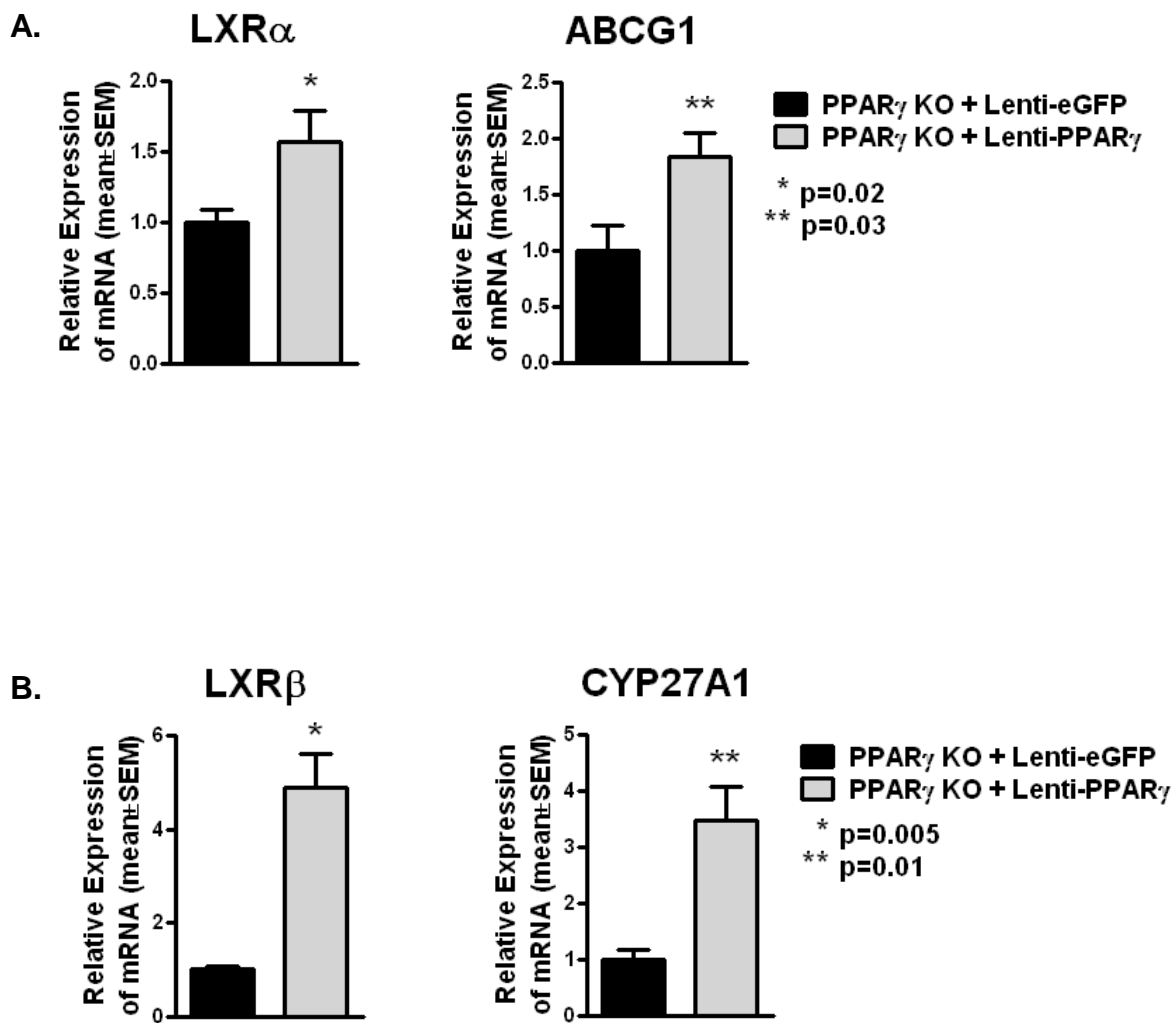 A.
LXRα
ABCG1
Relative Expression
of mRNA (mean±SEM)
2.0
1.5
1.0
0.5
0.0
*
Relative Expression
of mRNA (mean±SEM)
2.5
2.0
1.5
1.0
0.5
0.0
**
PPARγ KO + Lenti-eGFP
PPARγ KO + Lenti-PPARγ
* p=0.02
** p=0.03
B.
LXRβ
CYP27A1
Relative Expression
of mRNA (mean±SEM)
6
4
2
0
*
Relative Expression
of mRNA (mean±SEM)
5
4
3
2
1
0
**
PPARγ KO + Lenti-eGFP
PPARγ KO + Lenti-PPARγ
* p=0.005
** p=0.01